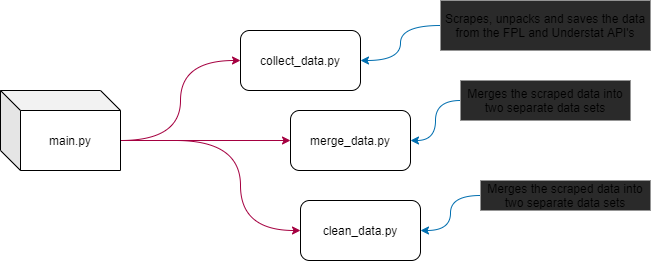 Scrapes, unpacks and saves the data
from the FPL and Understat API's
collect_data.py
Merges the scraped data into
two separate data sets
main.py
merge_data.py
Merges the scraped data into
two separate data sets
clean_data.py